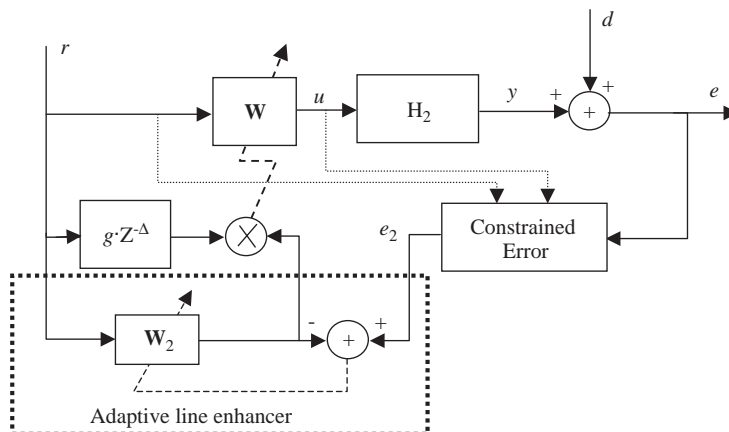 d
r
W
u
H₂
y
+
+
+
e
g·Z⁻Δ
e₂
Constrained
Error
W₂
-
+
+
Adaptive line enhancer